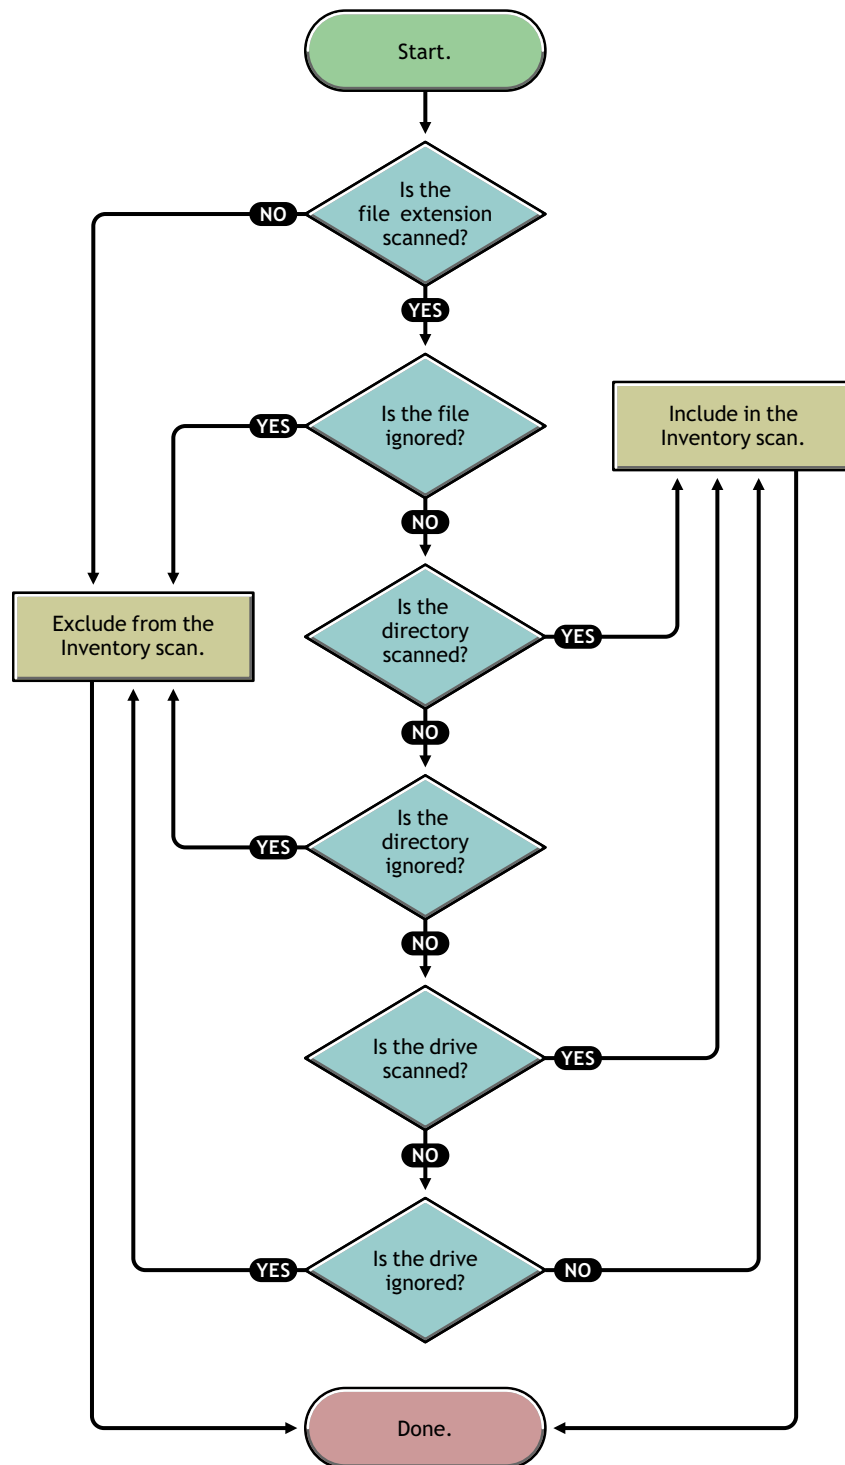 Start.
Is the
file extension
scanned?
NO
YES
Is the file
ignored?
YES
Include in the
Inventory scan.
NO
Is the
directory
scanned?
YES
Exclude from the
Inventory scan.
NO
Is the
directory
ignored?
YES
NO
Is the drive
scanned?
YES
NO
Is the drive
ignored?
YES
NO
Done.